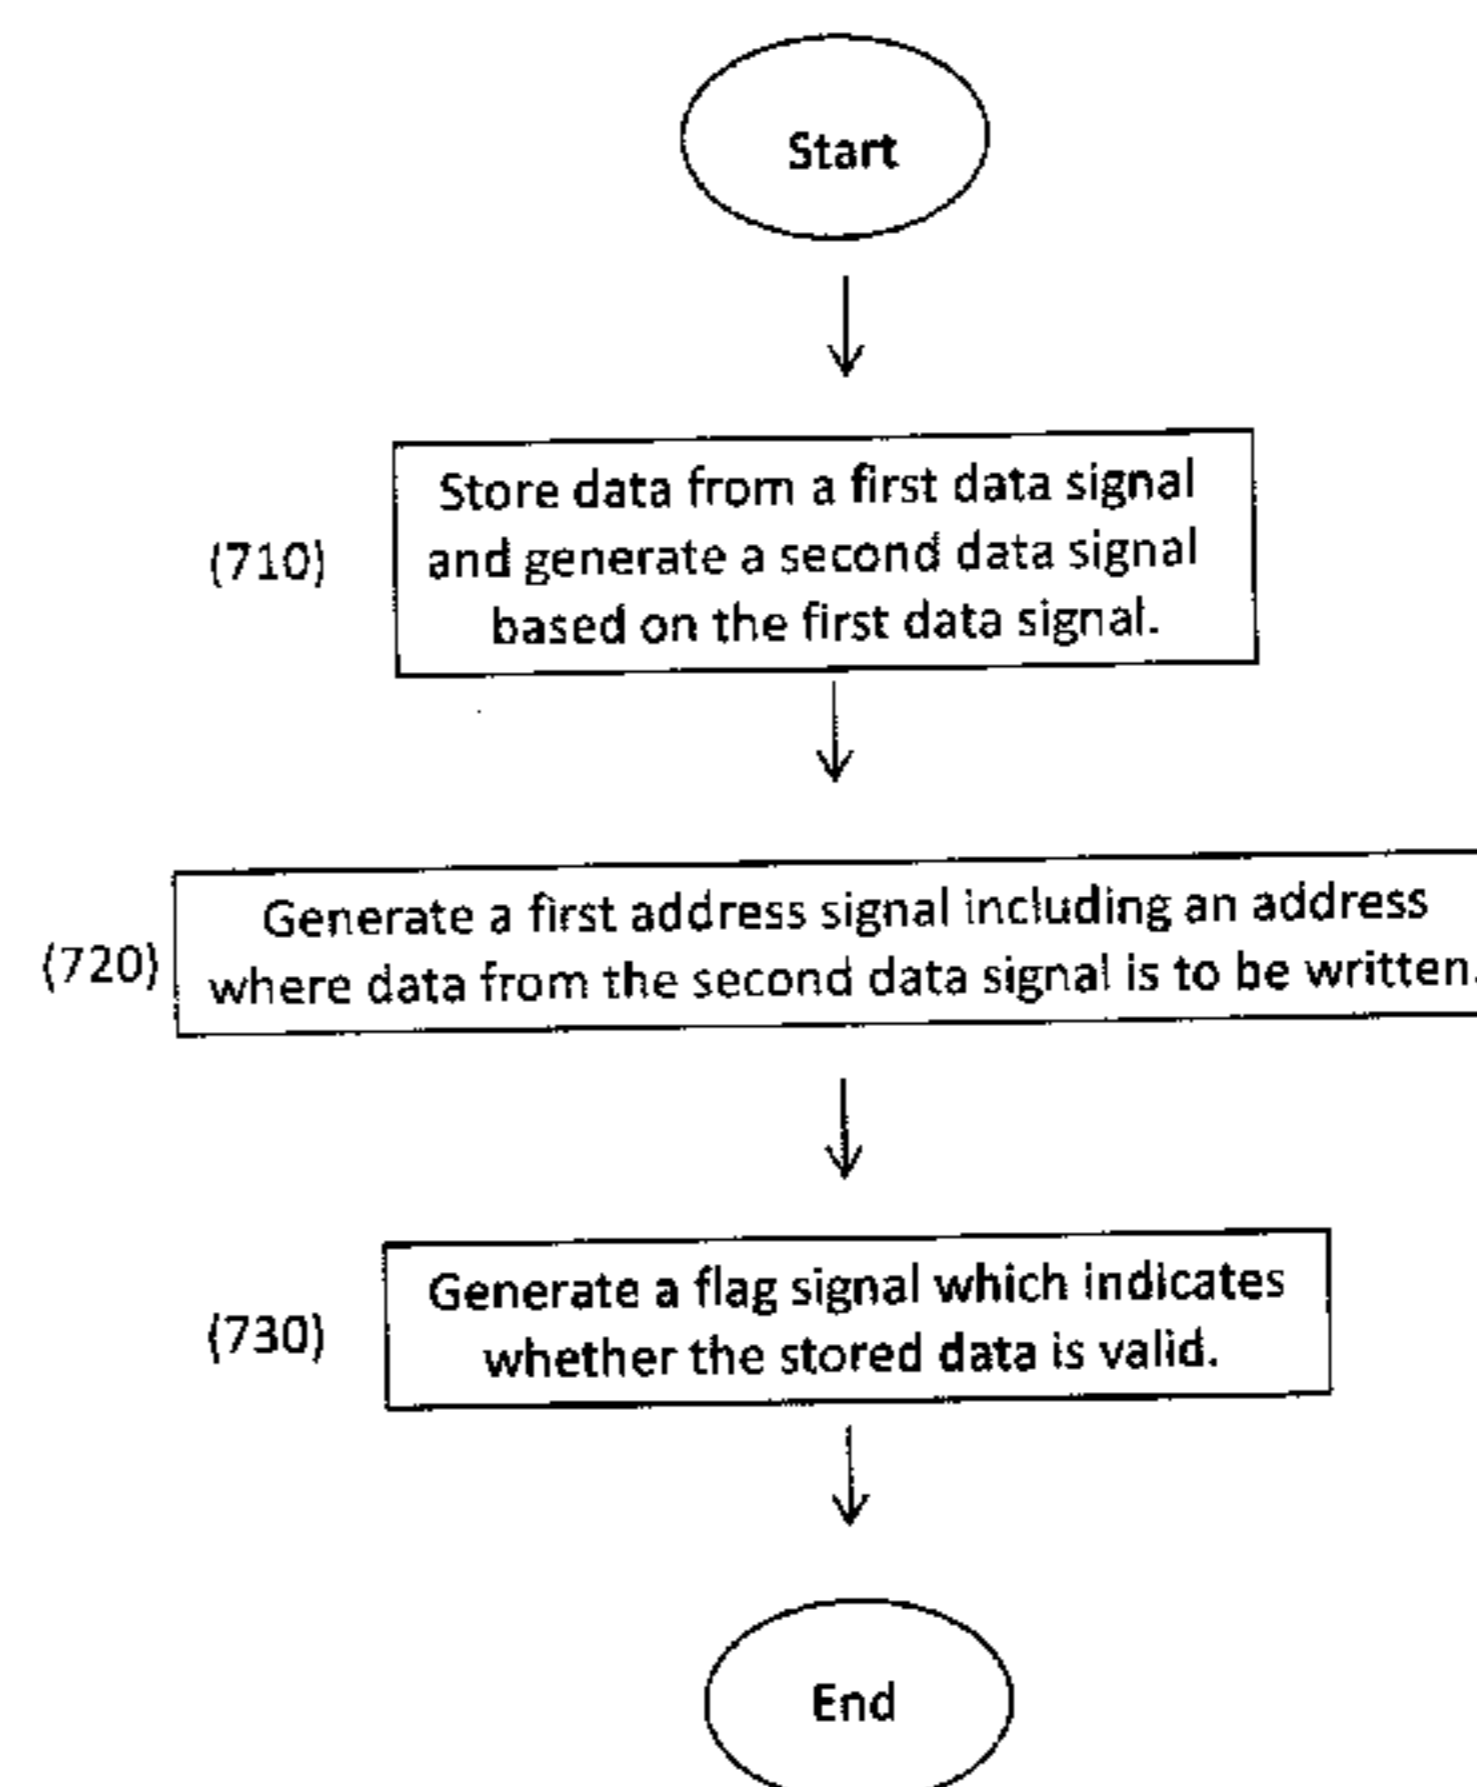 Start
(710)
Store data from a first data signal
and generate a second data signal
based on the first data signal.
(720)
Generate a first address signal including an address
where data from the second data signal is to be written.
(730)
Generate a flag signal which indicates
whether the stored data is valid.
End